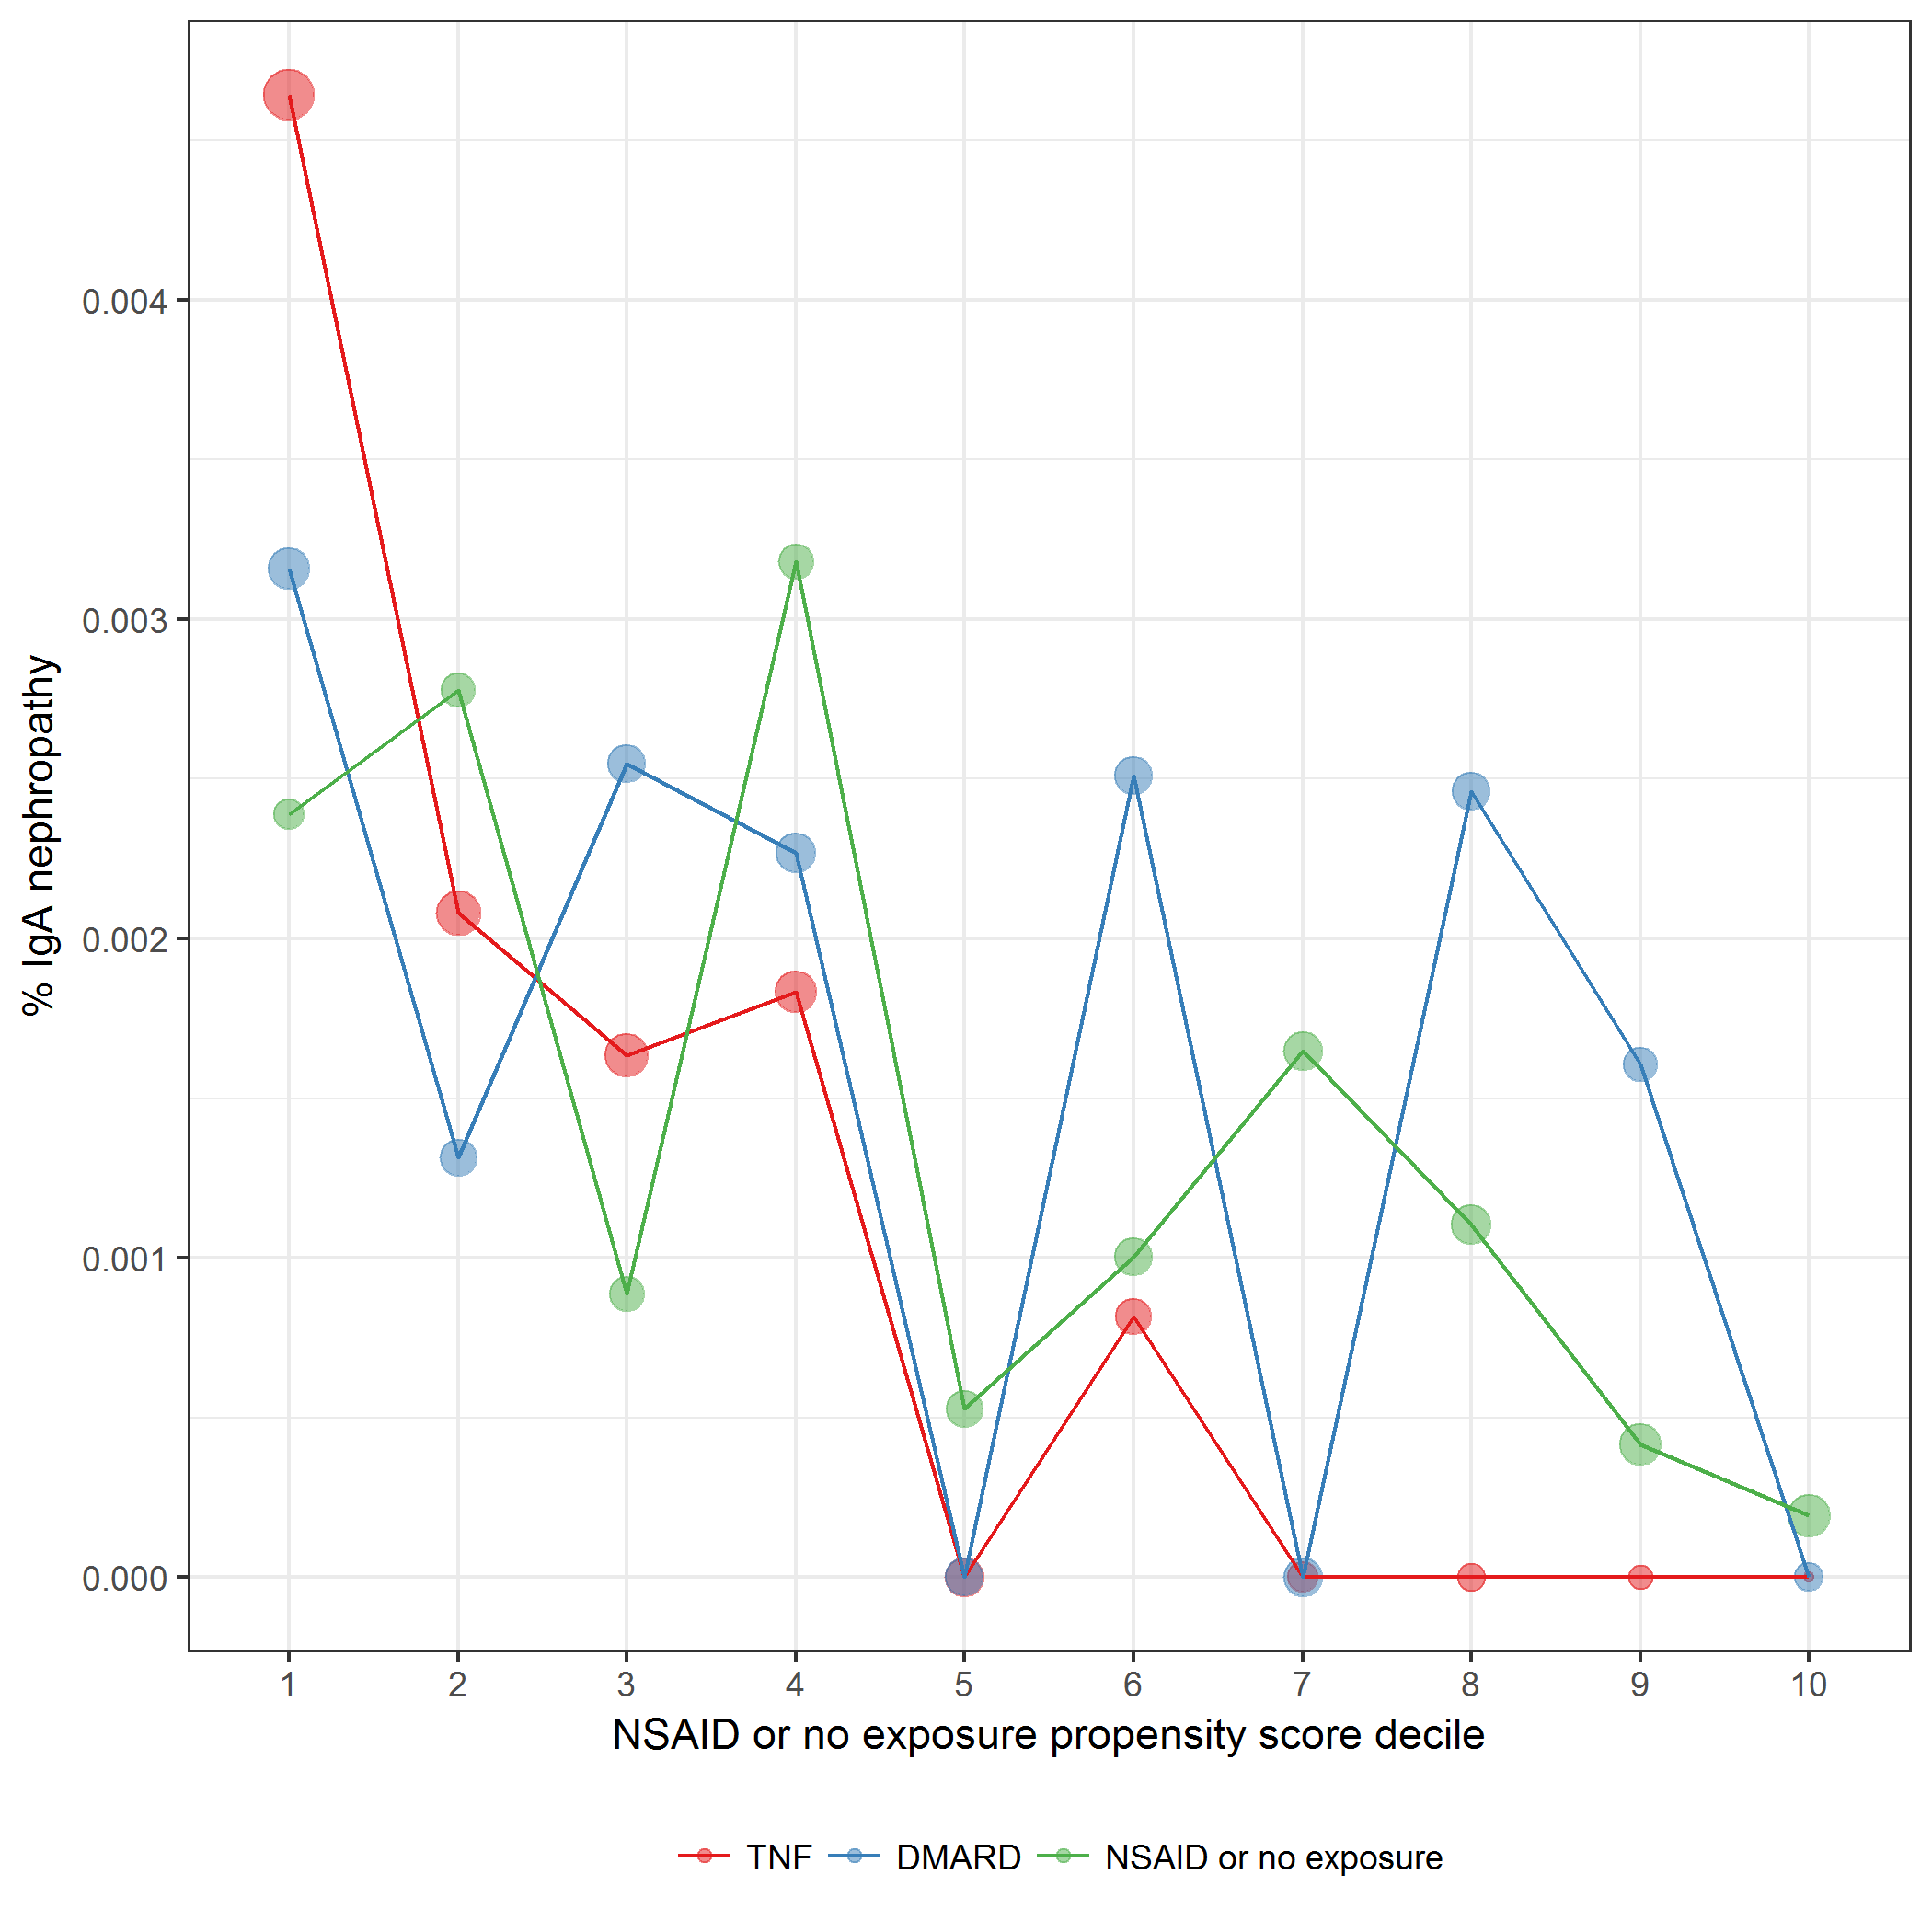 % IgA nephropathy
0.004
0.003
0.002
0.001
0.000
1 2 3 4 5 6 7 8 9 10
NSAID or no exposure propensity score decile
TNF DMARD NSAID or no exposure